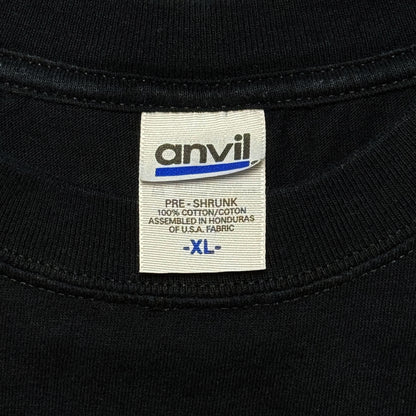 anvil
PRE - SHRUNK
100% COTTON/COTON
ASSEMBLED IN HONDURAS
OF U.S.A. FABRIC
-XL-